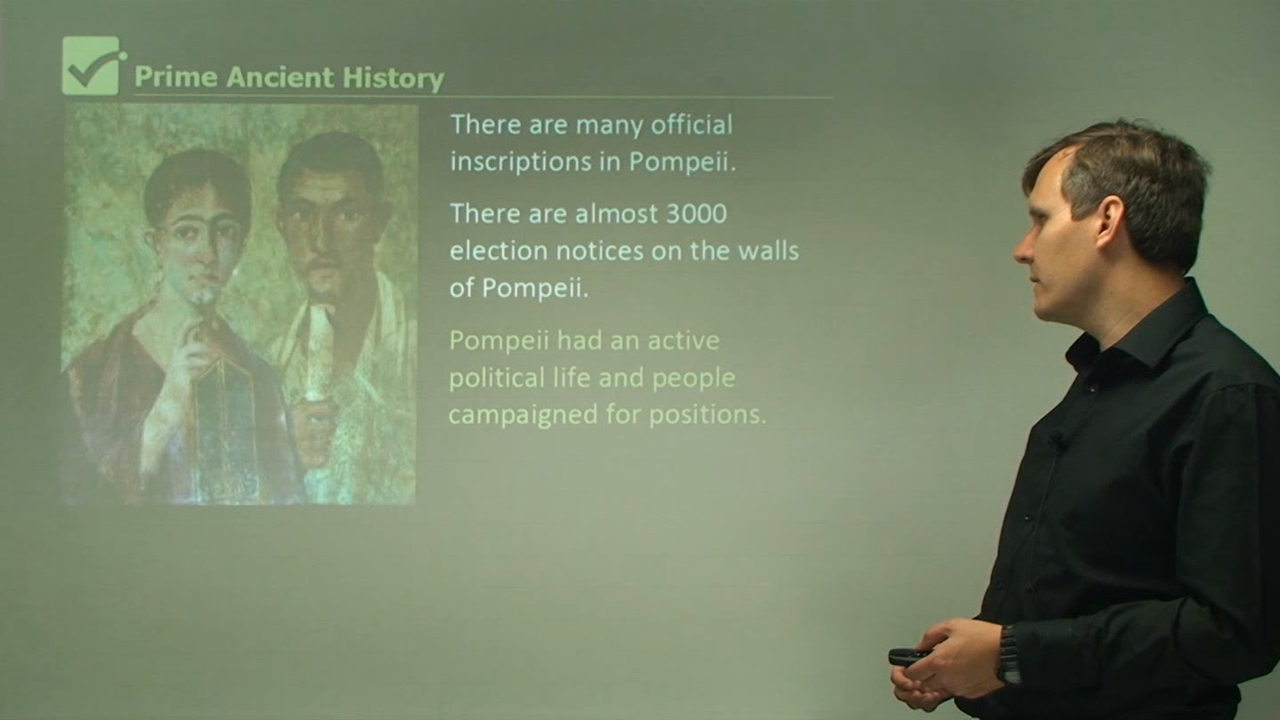 Prime Ancient History
There are many official
inscriptions in Pompeii.
There are almost 3000
election notices on the walls
of Pompeii.
Pompeii had an active
political life and people
campaigned for positions.